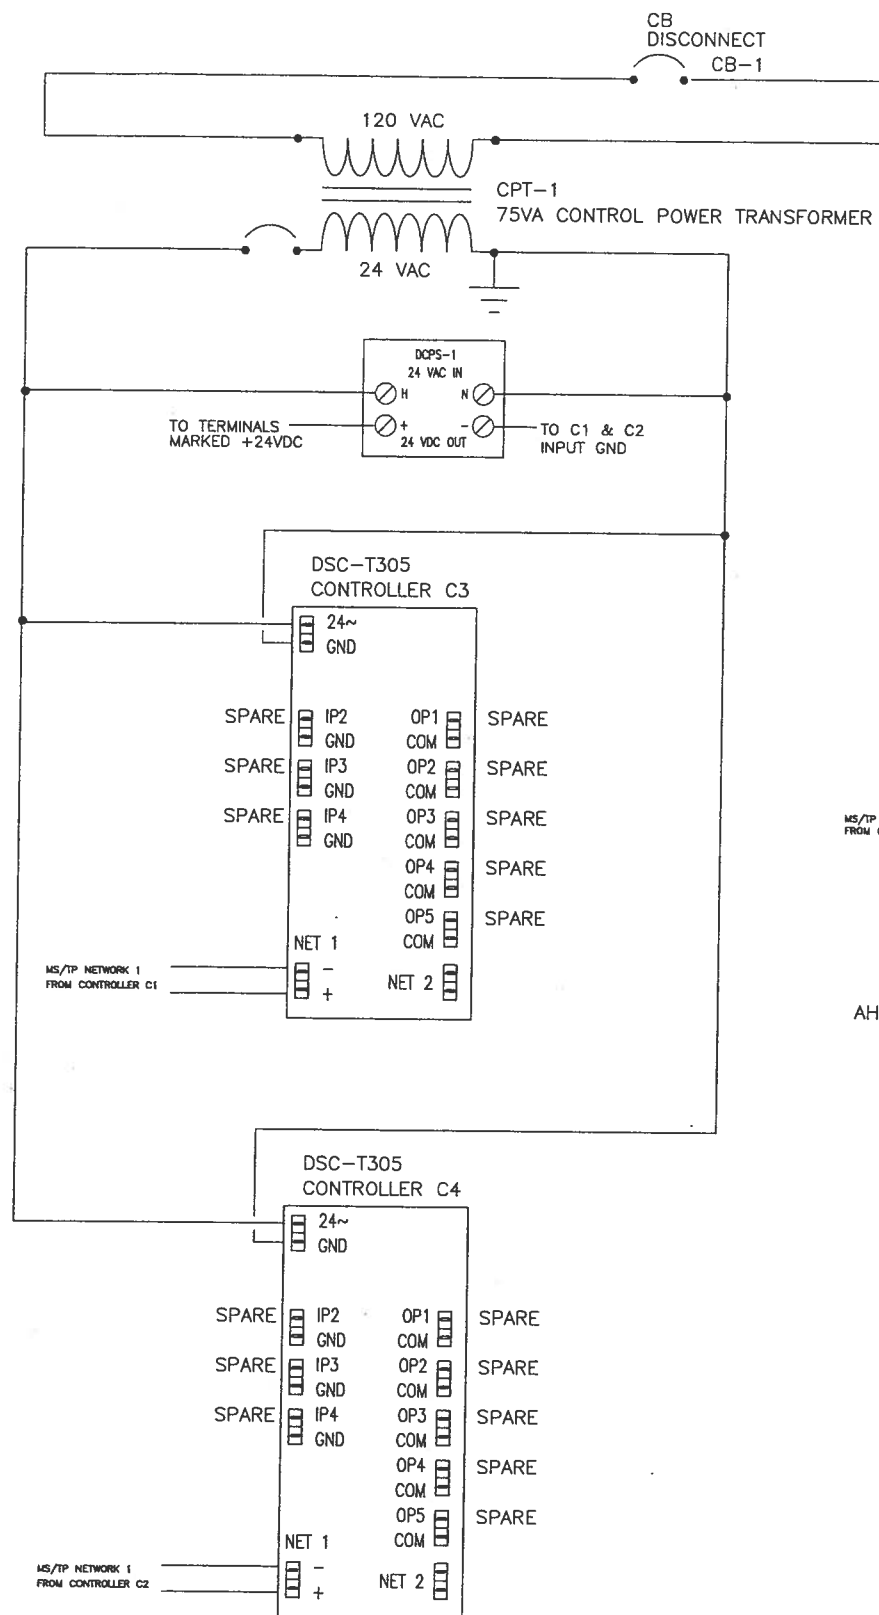 CB
DISCONNECT
CB-1
120 VAC
CPT-1
75VA CONTROL POWER TRANSFORMER
24 VAC
DCPS-1
24 VAC IN
H N
+ -
24 VDC OUT
TO TERMINALS
MARKED +24VDC
TO C1 & C2
INPUT GND
DSC-T305
CONTROLLER C3
24~
GND
SPARE IP2 OP1 SPARE
GND COM
SPARE IP3 OP2 SPARE
GND COM
SPARE IP4 OP3 SPARE
GND COM
OP4 SPARE
COM
OP5 SPARE
COM
NET 1
MS/TP NETWORK 1
FROM CONTROLLER C1
-
+
NET 2
MS/TP
FROM
AH
DSC-T305
CONTROLLER C4
24~
GND
SPARE IP2 OP1 SPARE
GND COM
SPARE IP3 OP2 SPARE
GND COM
SPARE IP4 OP3 SPARE
GND COM
OP4 SPARE
COM
OP5 SPARE
COM
NET 1
MS/TP NETWORK 1
FROM CONTROLLER C2
-
+
NET 2